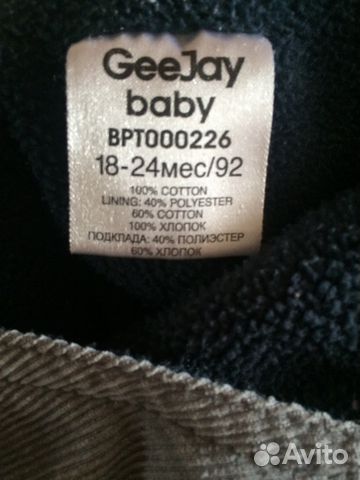 GeeJay
baby
BPT000226
18-24мес/92
100% COTTON
LINING: 40% POLYESTER
60% COTTON
100% ХЛОПОК
ПОДКЛАДА: 40% ПОЛИЭСТЕР
60% ХЛОПОК
Avito